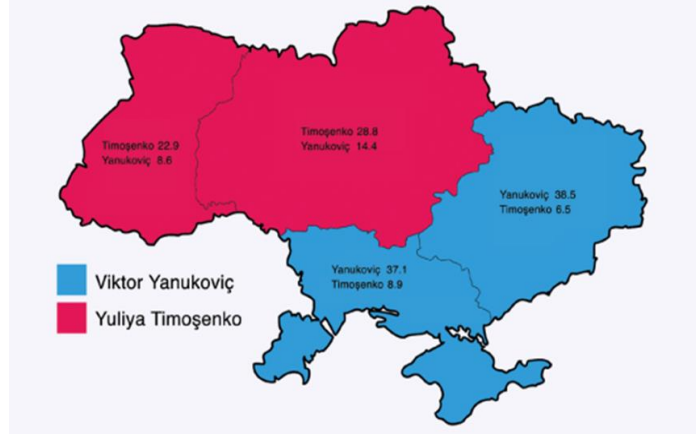 Timoşenko 28.8
Yanukoviç 14.4
Timoşenko 22.9
Yanukoviç 8.6
Yanukoviç 38.5
Timoşenko 6.5
Yanukoviç 37.1
Timoşenko 8.9
Viktor Yanukoviç
Yuliya Timoşenko